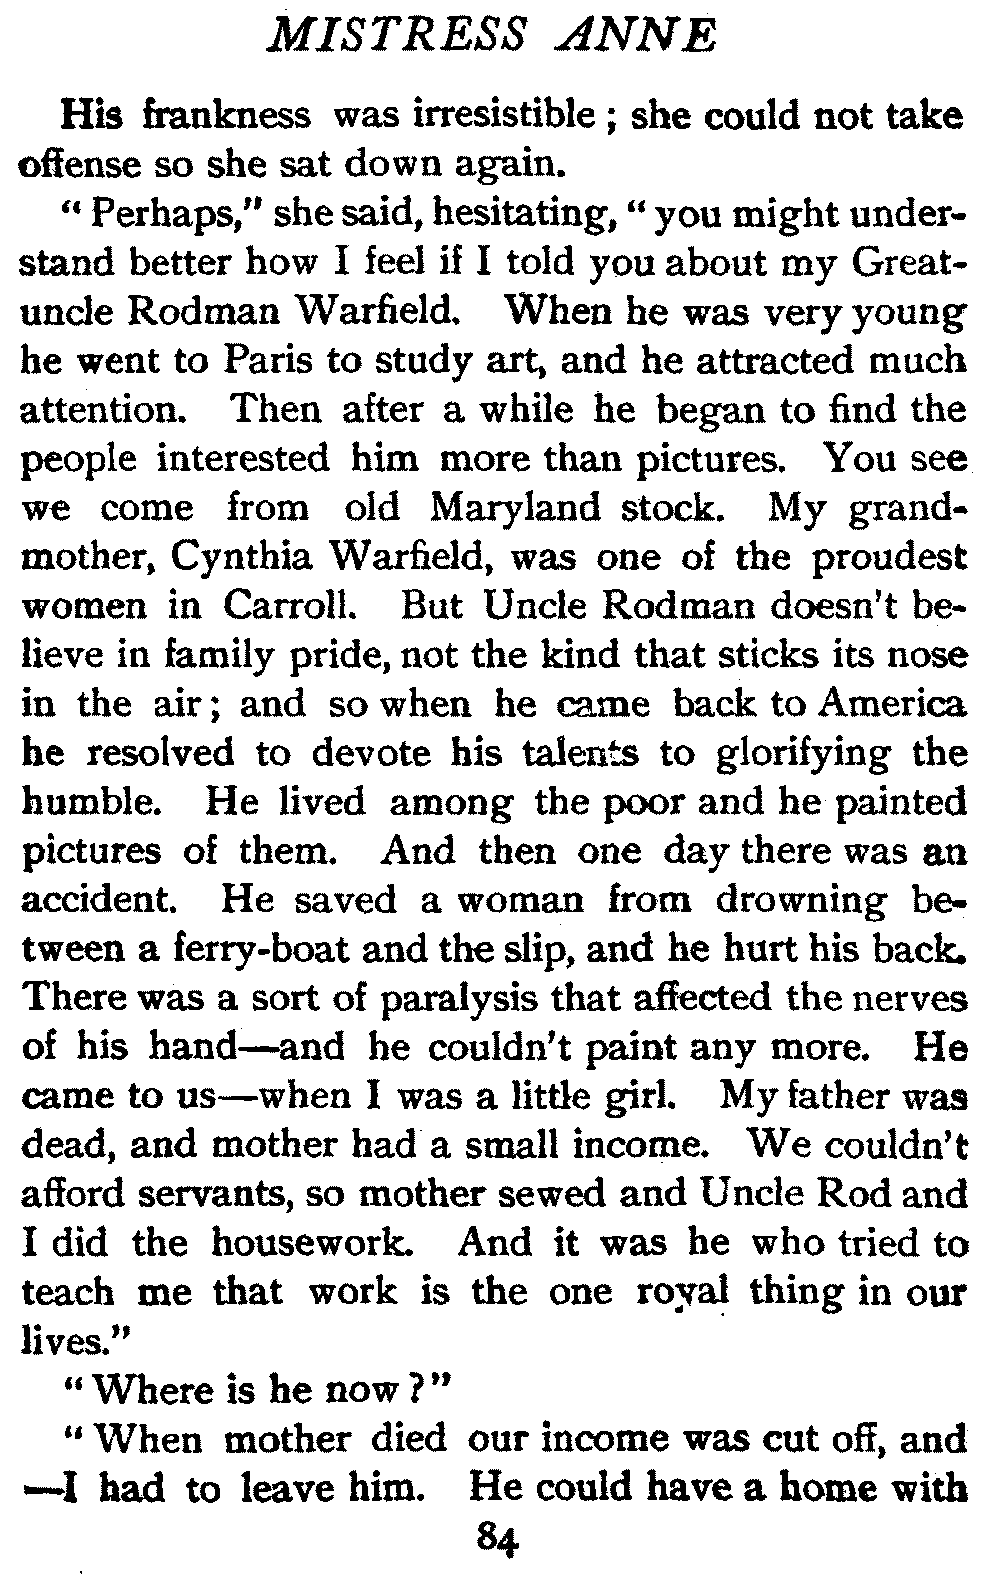 MISTRESS ANNE
His frankness was irresistible ; she could not take
offense so she sat down again.
“ Perhaps,” she said, hesitating, “ you might under-
stand better how I feel if I told you about my Great-
uncle Rodman Warfield. When he was very young
he went to Paris to study art, and he attracted much
attention. Then after a while he began to find the
people interested him more than pictures. You see
we come from old Maryland stock. My grand-
mother, Cynthia Warfield, was one of the proudest
women in Carroll. But Uncle Rodman doesn't be-
lieve in family pride, not the kind that sticks its nose
in the air ; and so when he came back to America
he resolved to devote his talents to glorifying the
humble. He lived among the poor and he painted
pictures of them. And then one day there was an
accident. He saved a woman from drowning be-
tween a ferry-boat and the slip, and he hurt his back.
There was a sort of paralysis that affected the nerves
of his hand—and he couldn't paint any more. He
came to us—when I was a little girl. My father was
dead, and mother had a small income. We couldn't
afford servants, so mother sewed and Uncle Rod and
I did the housework. And it was he who tried to
teach me that work is the one royal thing in our
lives.”
“ Where is he now ?”
“ When mother died our income was cut off, and
—I had to leave him. He could have a home with
84